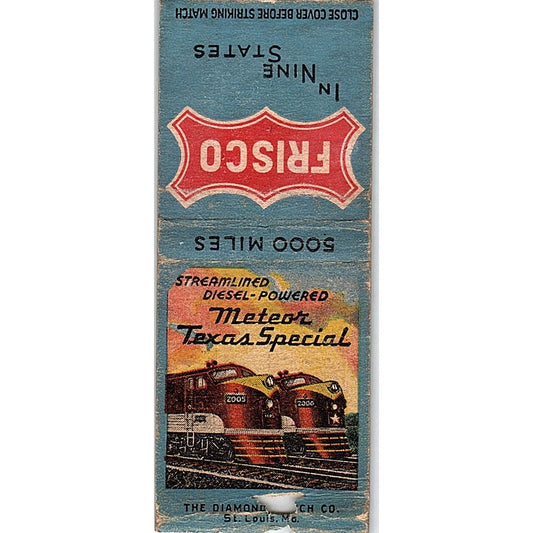 CLOSE COVER BEFORE STRIKING MATCH
IN NINE
STATES
FRISCO
5000 MILES
STREAMLINED
DIESEL-POWERED
Meteor
Texas Special
2005
2006
THE DIAMOND CH CO.
St. Louis, Mo.